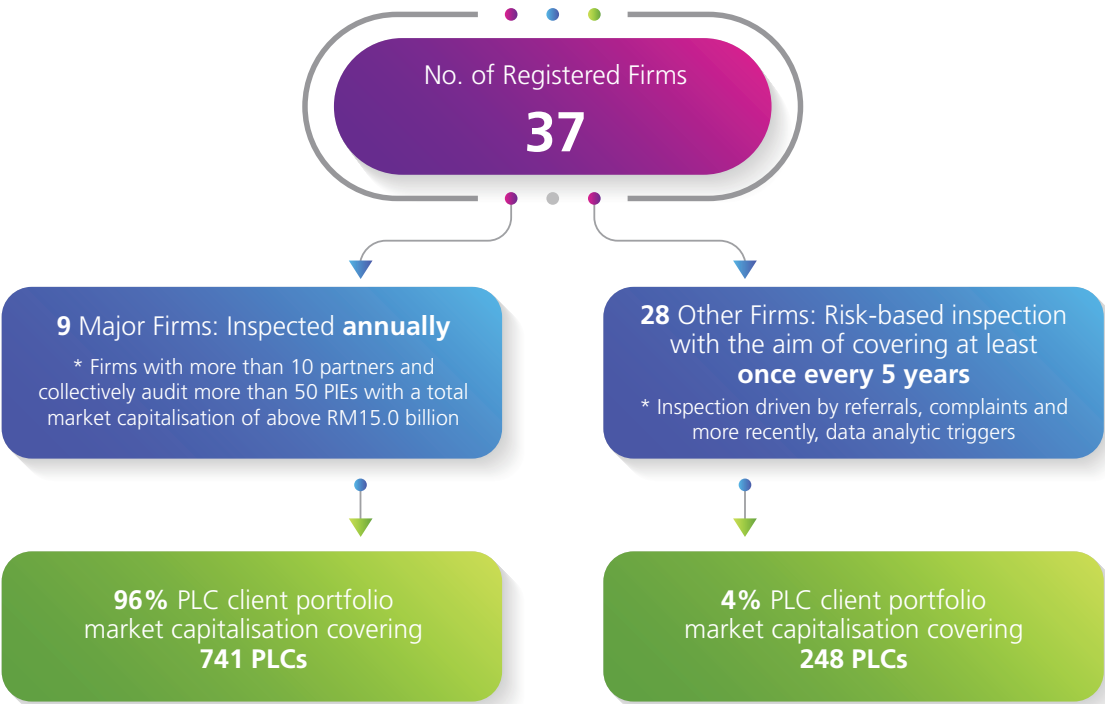 No. of Registered Firms
37
9 Major Firms: Inspected annually
* Firms with more than 10 partners and
collectively audit more than 50 PIEs with a total
market capitalisation of above RM15.0 billion
28 Other Firms: Risk-based inspection
with the aim of covering at least
once every 5 years
* Inspection driven by referrals, complaints and
more recently, data analytic triggers
96% PLC client portfolio
market capitalisation covering
741 PLCs
4% PLC client portfolio
market capitalisation covering
248 PLCs